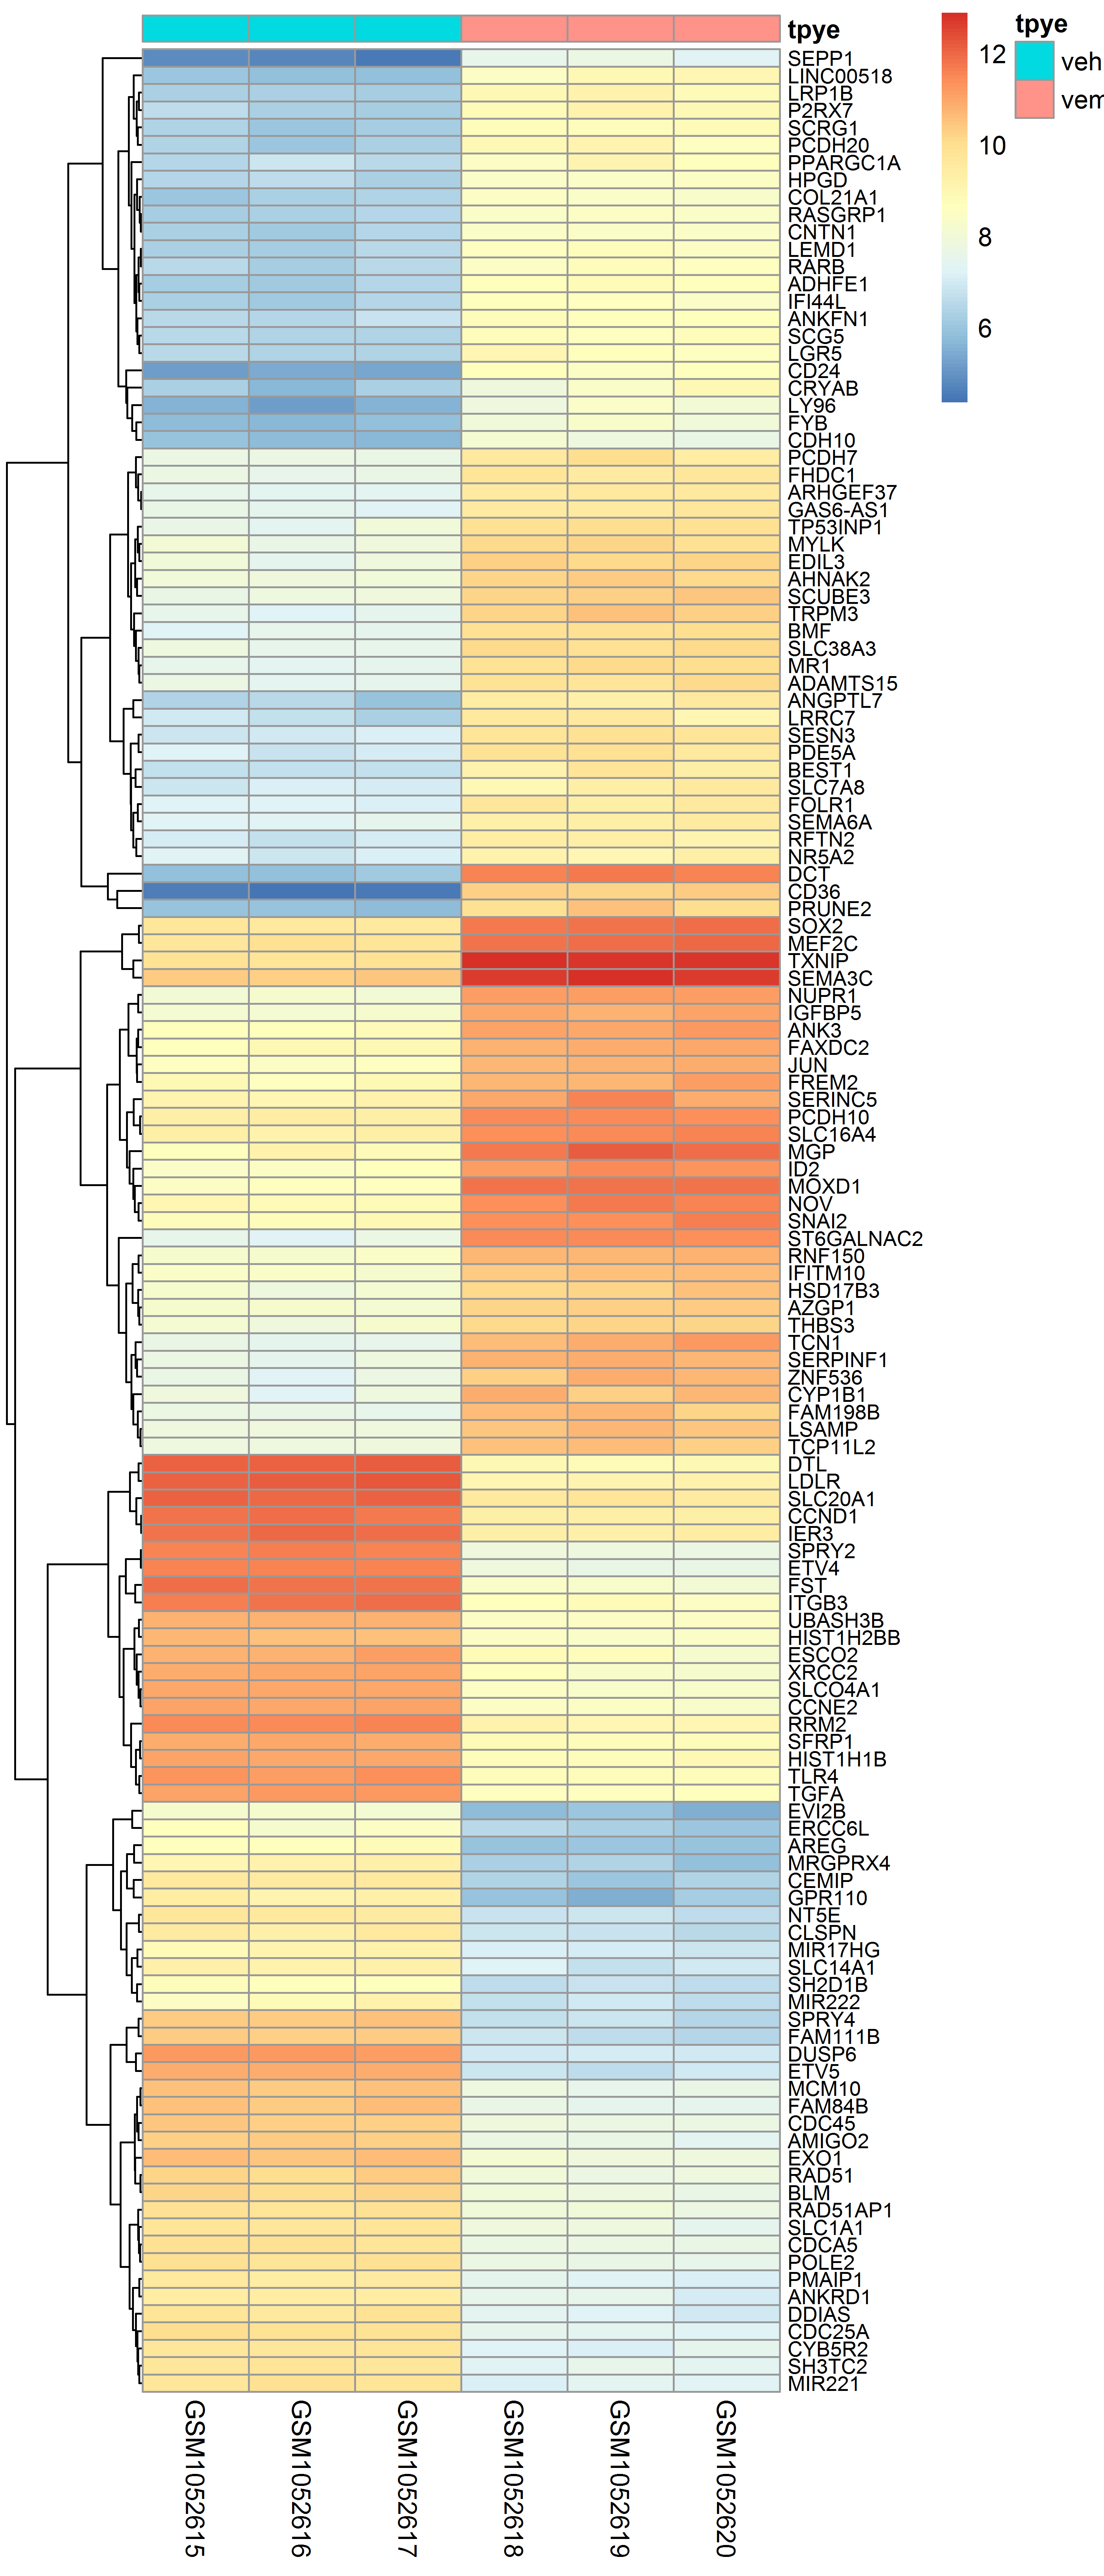 tpye
SEPP1
LINC00518
LRP1B
P2RX7
SCRG1
PCDH20
PPARGC1A
HPGD
COL21A1
RASGRP1
CNTN1
LEMD1
RARB
ADHFE1
IFI44L
ANKFN1
SCG5
LGR5
CD24
CRYAB
LY96
FYB
CDH10
PCDH7
FHDC1
ARHGEF37
GAS6-AS1
TP53INP1
MYLK
EDIL3
AHNAK2
SCUBE3
TRPM3
BMF
SLC38A3
MR1
ADAMTS15
ANGPTL7
LRRC7
SESN3
PDE5A
BEST1
SLC7A8
FOLR1
SEMA6A
RFTN2
NR5A2
DCT
CD36
PRUNE2
SOX2
MEF2C
TXNIP
SEMA3C
NUPR1
IGFBP5
ANK3
FAXDC2
JUN
FREM2
SERINC5
PCDH10
SLC16A4
MGP
ID2
MOXD1
NOV
SNAI2
ST6GALNAC2
RNF150
IFITM10
HSD17B3
AZGP1
THBS3
TCN1
SERPINF1
ZNF536
CYP1B1
FAM198B
LSAMP
TCP11L2
DTL
LDLR
SLC20A1
CCND1
IER3
SPRY2
ETV4
FST
ITGB3
UBASH3B
HIST1H2BB
ESCO2
XRCC2
SLCO4A1
CCNE2
RRM2
SFRP1
HIST1H1B
TLR4
TGFA
EVI2B
ERCC6L
AREG
MRGPRX4
CEMIP
GPR110
NT5E
CLSPN
MIR17HG
SLC14A1
SH2D1B
MIR222
SPRY4
FAM111B
DUSP6
ETV5
MCM10
FAM84B
CDC45
AMIGO2
EXO1
RAD51
BLM
RAD51AP1
SLC1A1
CDCA5
POLE2
PMAIP1
ANKRD1
DDIAS
CDC25A
CYB5R2
SH3TC2
MIR221
GSM1052615
GSM1052616
GSM1052617
GSM1052618
GSM1052619
GSM1052620
12
10
8
6
tpye
veh
vem